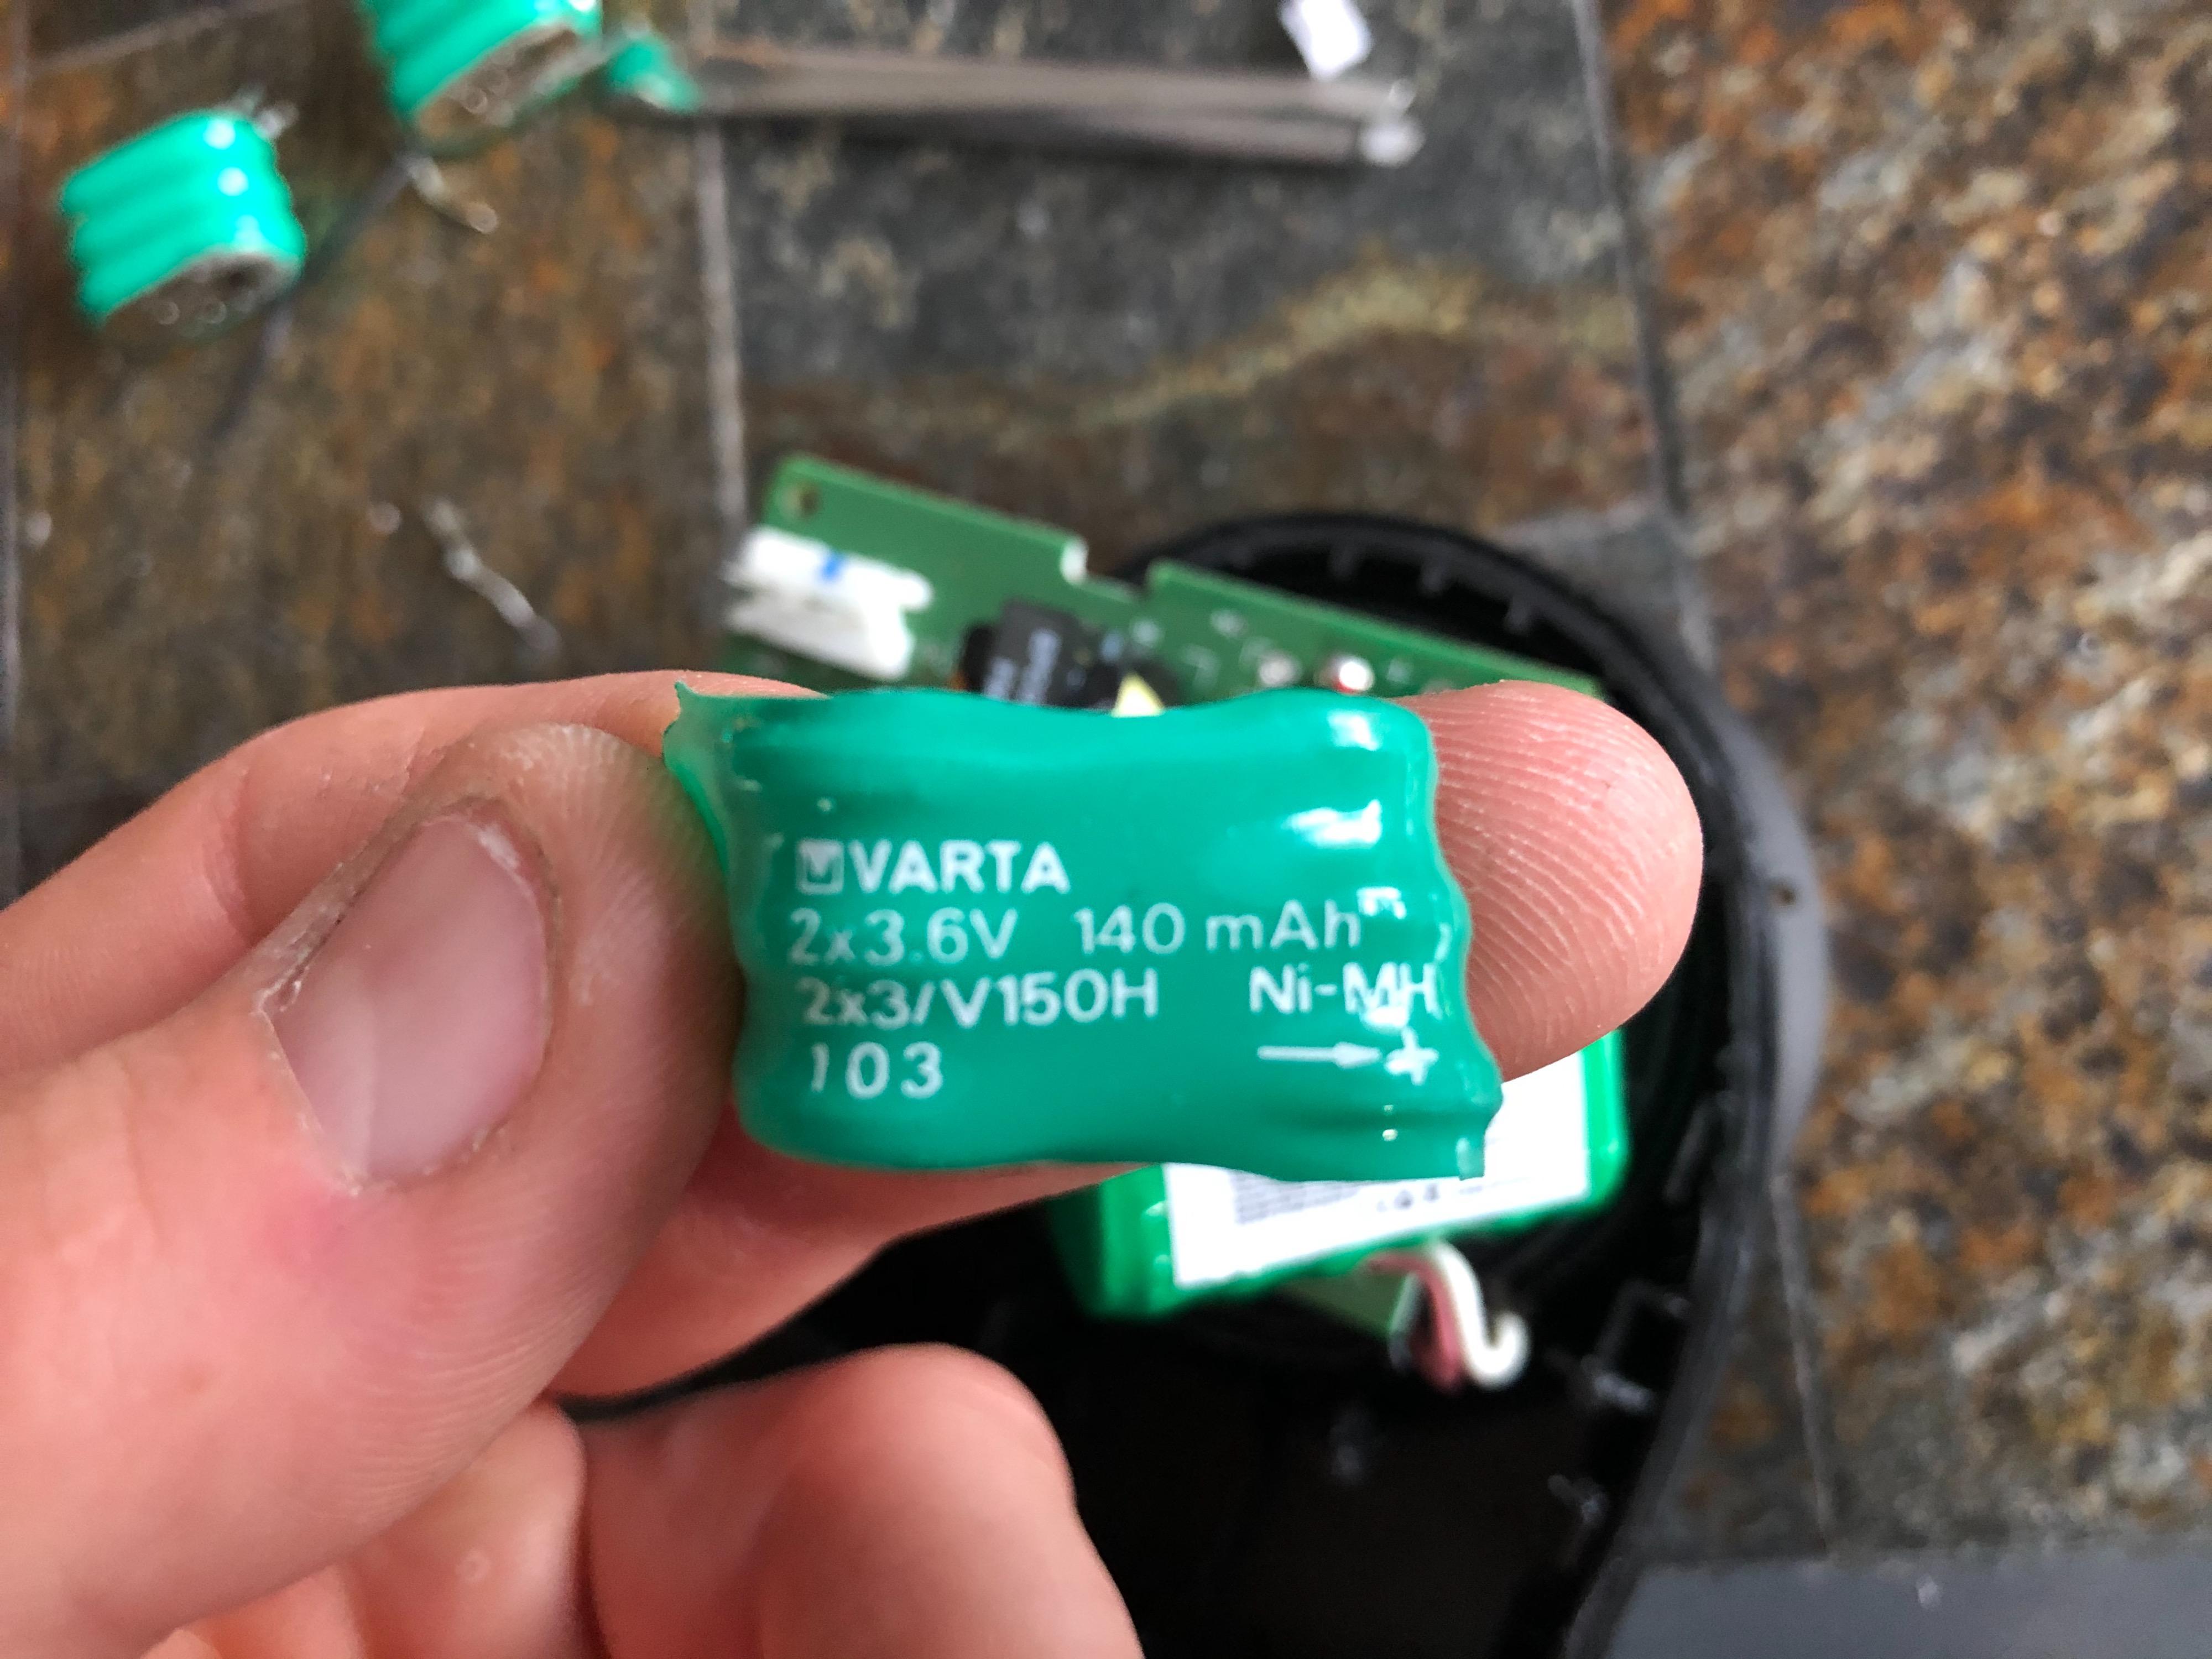 VARTA
2x3.6V 140 mAh
2x3/V150H Ni-MH
103 +